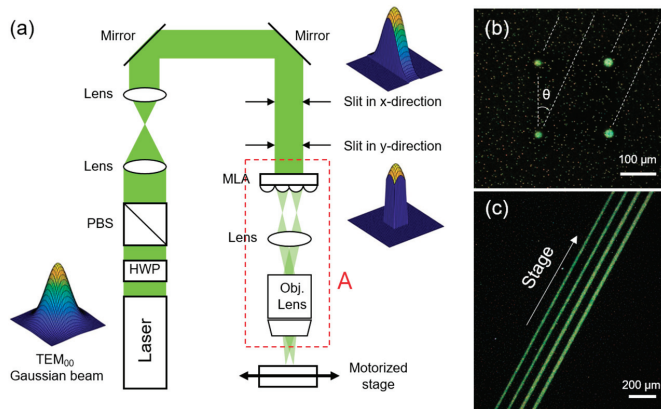 (a)
Mirror
Mirror
Lens
Slit in x-direction
Slit in y-direction
Lens
MLA
PBS
Lens
A
HWP
Obj.
Lens
Laser
TEM00
Gaussian beam
Motorized
stage
(b)
θ
100 μm
(c)
Stage
200 μm